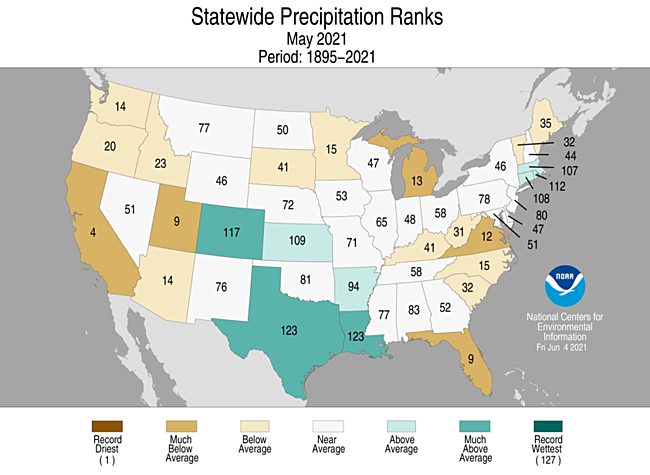 Statewide Precipitation Ranks
May 2021
Period: 1895–2021
14
77
50
15
35
20
23
41
13
47
46
32
44
107
112
108
80
47
51
46
51
9
4
72
53
78
117
109
65
48
58
31
12
71
41
15
14
76
81
94
58
32
123
123
77
83
52
9
NOAA
National Centers for
Environmental
Information
Fri Jun 4 2021
Record
Driest
(1)
Much
Below
Average
Below
Average
Near
Average
Above
Average
Much
Above
Average
Record
Wettest
(127)